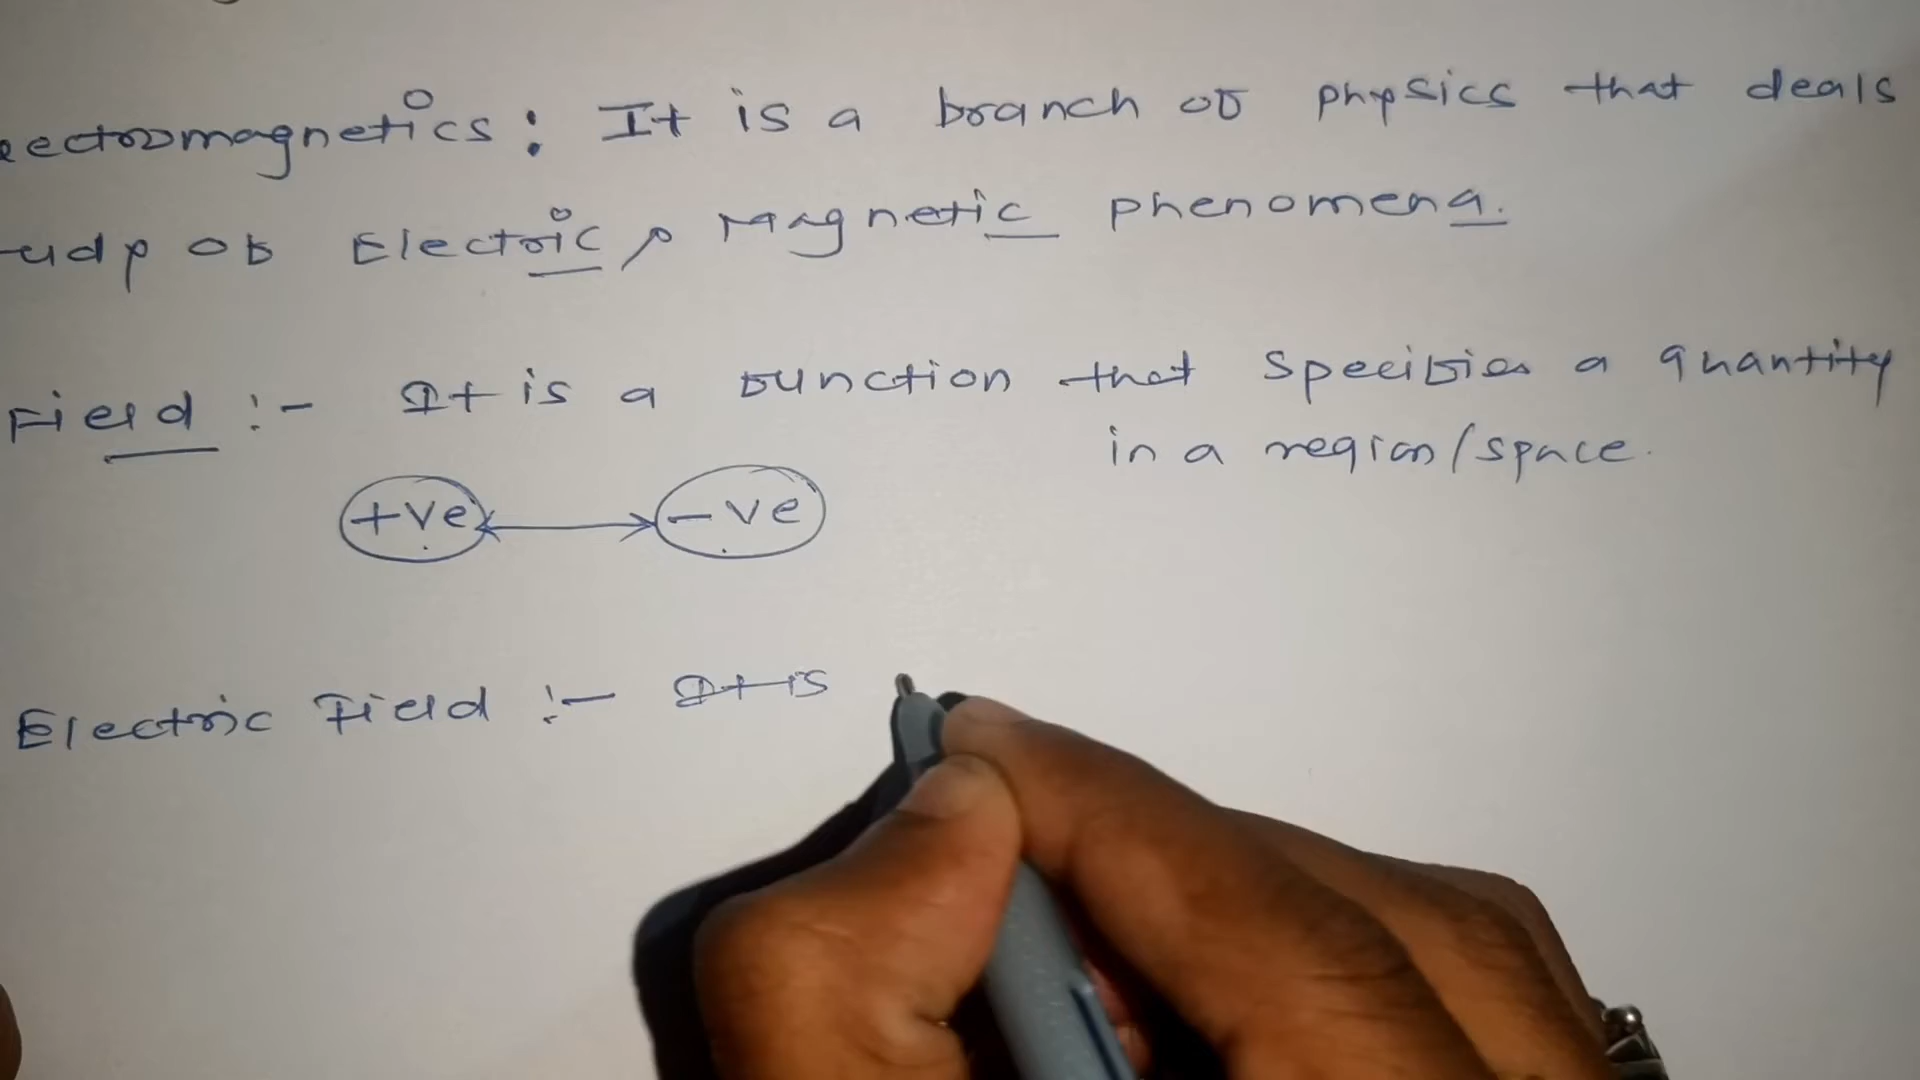 ectromagnetics: It is a branch of physics that deals
udy of Electric, Magnetic phenomena.
Field :- It is a function that specifies a quantity
in a region/space.
+ve -ve
Electric Field :- It is